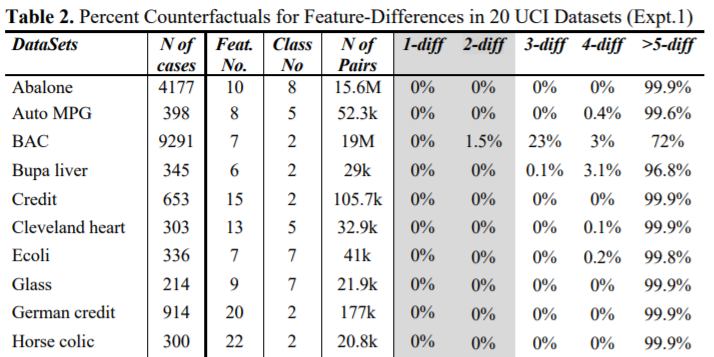 Table 2. Percent Counterfactuals for Feature-Differences in 20 UCI Datasets (Expt.1)
DataSets N of cases Feat. No. Class No N of Pairs 1-diff 2-diff 3-diff 4-diff >5-diff
Abalone 4177 10 8 15.6M 0% 0% 0% 0% 99.9%
Auto MPG 398 8 5 52.3k 0% 0% 0% 0.4% 99.6%
BAC 9291 7 2 19M 0% 1.5% 23% 3% 72%
Bupa liver 345 6 2 29k 0% 0% 0.1% 3.1% 96.8%
Credit 653 15 2 105.7k 0% 0% 0% 0% 99.9%
Cleveland heart 303 13 5 32.9k 0% 0% 0% 0.1% 99.9%
Ecoli 336 7 7 41k 0% 0% 0% 0.2% 99.8%
Glass 214 9 7 21.9k 0% 0% 0% 0% 99.9%
German credit 914 20 2 177k 0% 0% 0% 0% 99.9%
Horse colic 300 22 2 20.8k 0% 0% 0% 0% 99.9%